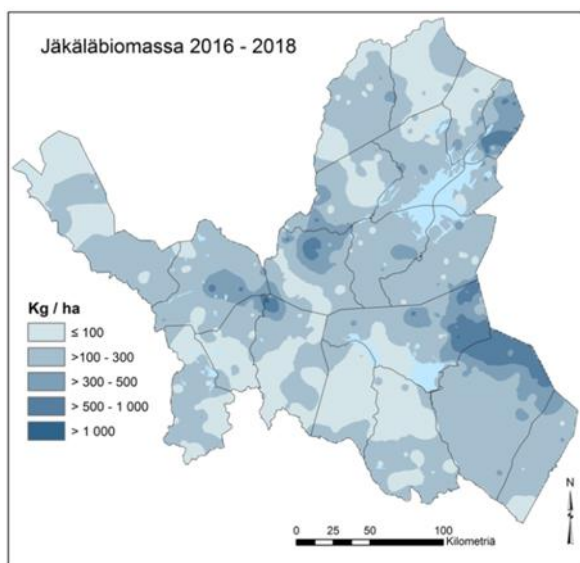 Jäkäläbiomassa 2016 - 2018
Kg / ha
≤ 100
>100 - 300
> 300 - 500
> 500 - 1 000
> 1 000
N
0 25 50 100
Kilometriä